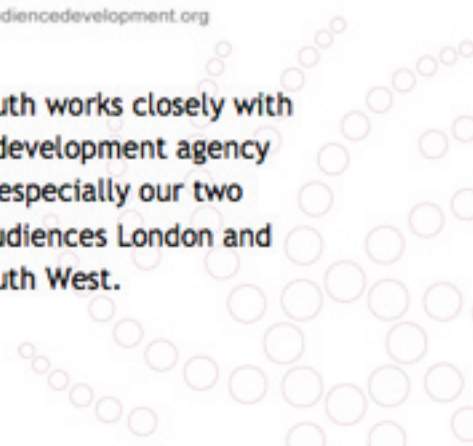 diencedevelopment.org
uth works closely with
development agency
especially our two
udiences London and
uth West.